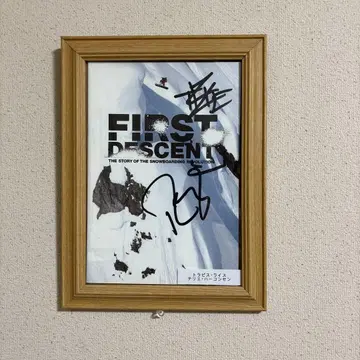 FIRST
DESCENT
THE STORY OF THE SNOWBOARDING REVOLUTION
トラビス・ライス
テリエ・ハーコンセン